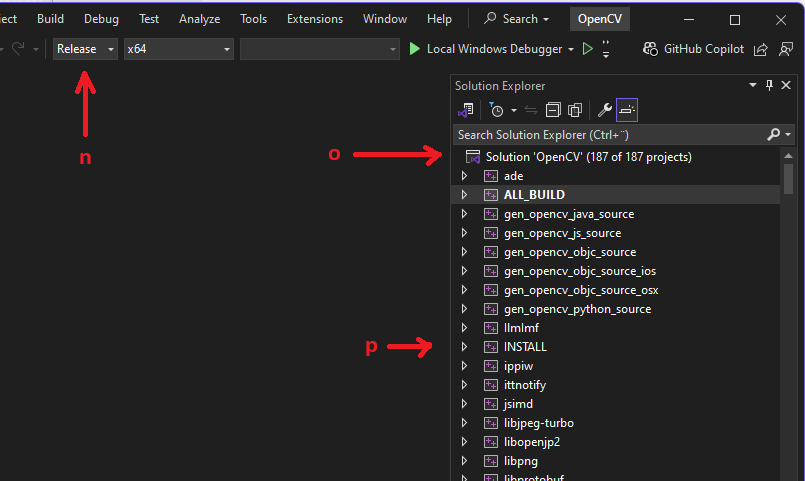 ject Build Debug Test Analyze Tools Extensions Window Help Search OpenCV
Release x64 Local Windows Debugger GitHub Copilot
Solution Explorer
Search Solution Explorer (Ctrl+¨)
n
o
Solution 'OpenCV' (187 of 187 projects)
ade
ALL_BUILD
gen_opencv_java_source
gen_opencv_js_source
gen_opencv_objc_source
gen_opencv_objc_source_ios
gen_opencv_objc_source_osx
gen_opencv_python_source
llmlmf
p
INSTALL
ippiw
ittnotify
jsimd
libjpeg-turbo
libopenjp2
libpng
libprotobuf